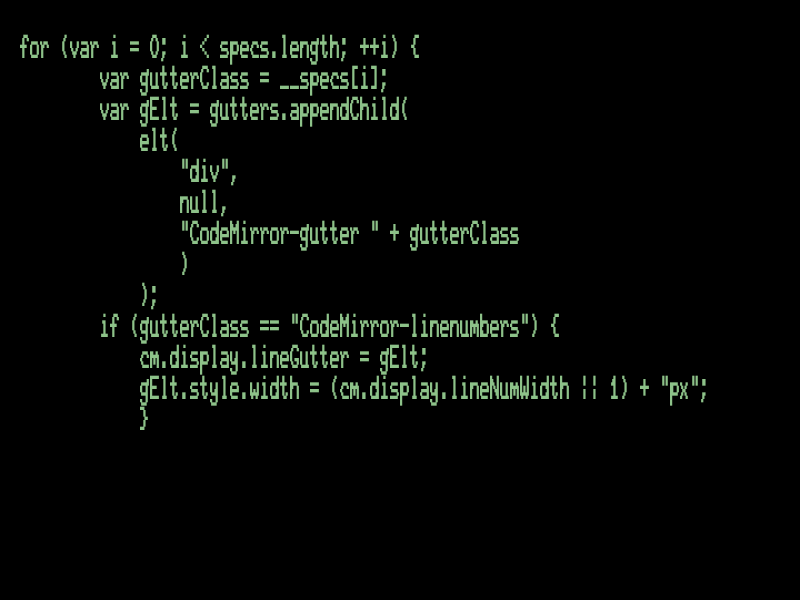 for (var i = 0; i < specs.length; ++i) {
        var gutterClass = __specs[i];
        var gElt = gutters.appendChild(
            elt(
                "div",
                null,
                "CodeMirror-gutter " + gutterClass
                )
            );
        if (gutterClass == "CodeMirror-linenumbers") {
            cm.display.lineGutter = gElt;
            gElt.style.width = (cm.display.lineNumWidth || 1) + "px";
            }